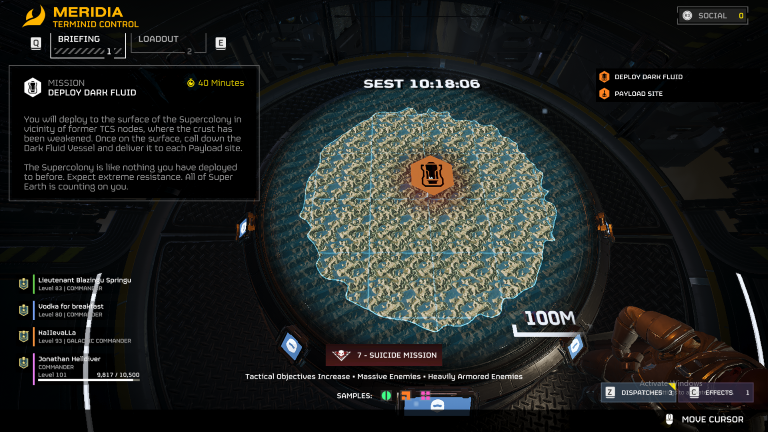 MERIDIA
TERMINID CONTROL
SOCIAL 0
Q
BRIEFING
1
LOADOUT
2
E
MISSION
DEPLOY DARK FLUID
40 Minutes
You will deploy to the surface of the Supercolony in
vicinity of former TCS nodes, where the crust has
been weakened. Once on the surface, call down the
Dark Fluid Vessel and deliver it to each Payload site.
The Supercolony is like nothing you have deployed
to before. Expect extreme resistance. All of Super
Earth is counting on you.
SEST 10:18:06
DEPLOY DARK FLUID
PAYLOAD SITE
Lieutenant Blazingu Springu
Level 83 | COMMANDER
Vodka for breakfast
Level 80 | COMMANDER
HaIIevaLLa
Level 93 | GALACTIC COMMANDER
Jonathan Helldiver
COMMANDER
Level 101
9,817 / 10,500
100M
7 - SUICIDE MISSION
Tactical Objectives Increase • Massive Enemies • Heavily Armored Enemies
SAMPLES:
Activate Windows
Z DISPATCHES 3
C EFFECTS 1
MOVE CURSOR